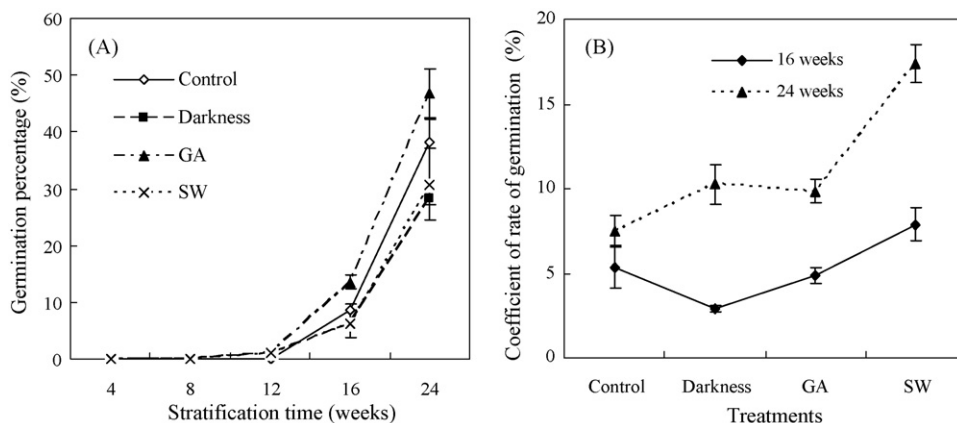 (A)
Germination percentage (%)
60
50
40
30
20
10
0
Control
Darkness
GA
SW
4 8 12 16 24
Stratification time (weeks)
(B)
Coefficient of rate of germination (%)
20
15
10
5
0
16 weeks
24 weeks
Control Darkness GA SW
Treatments